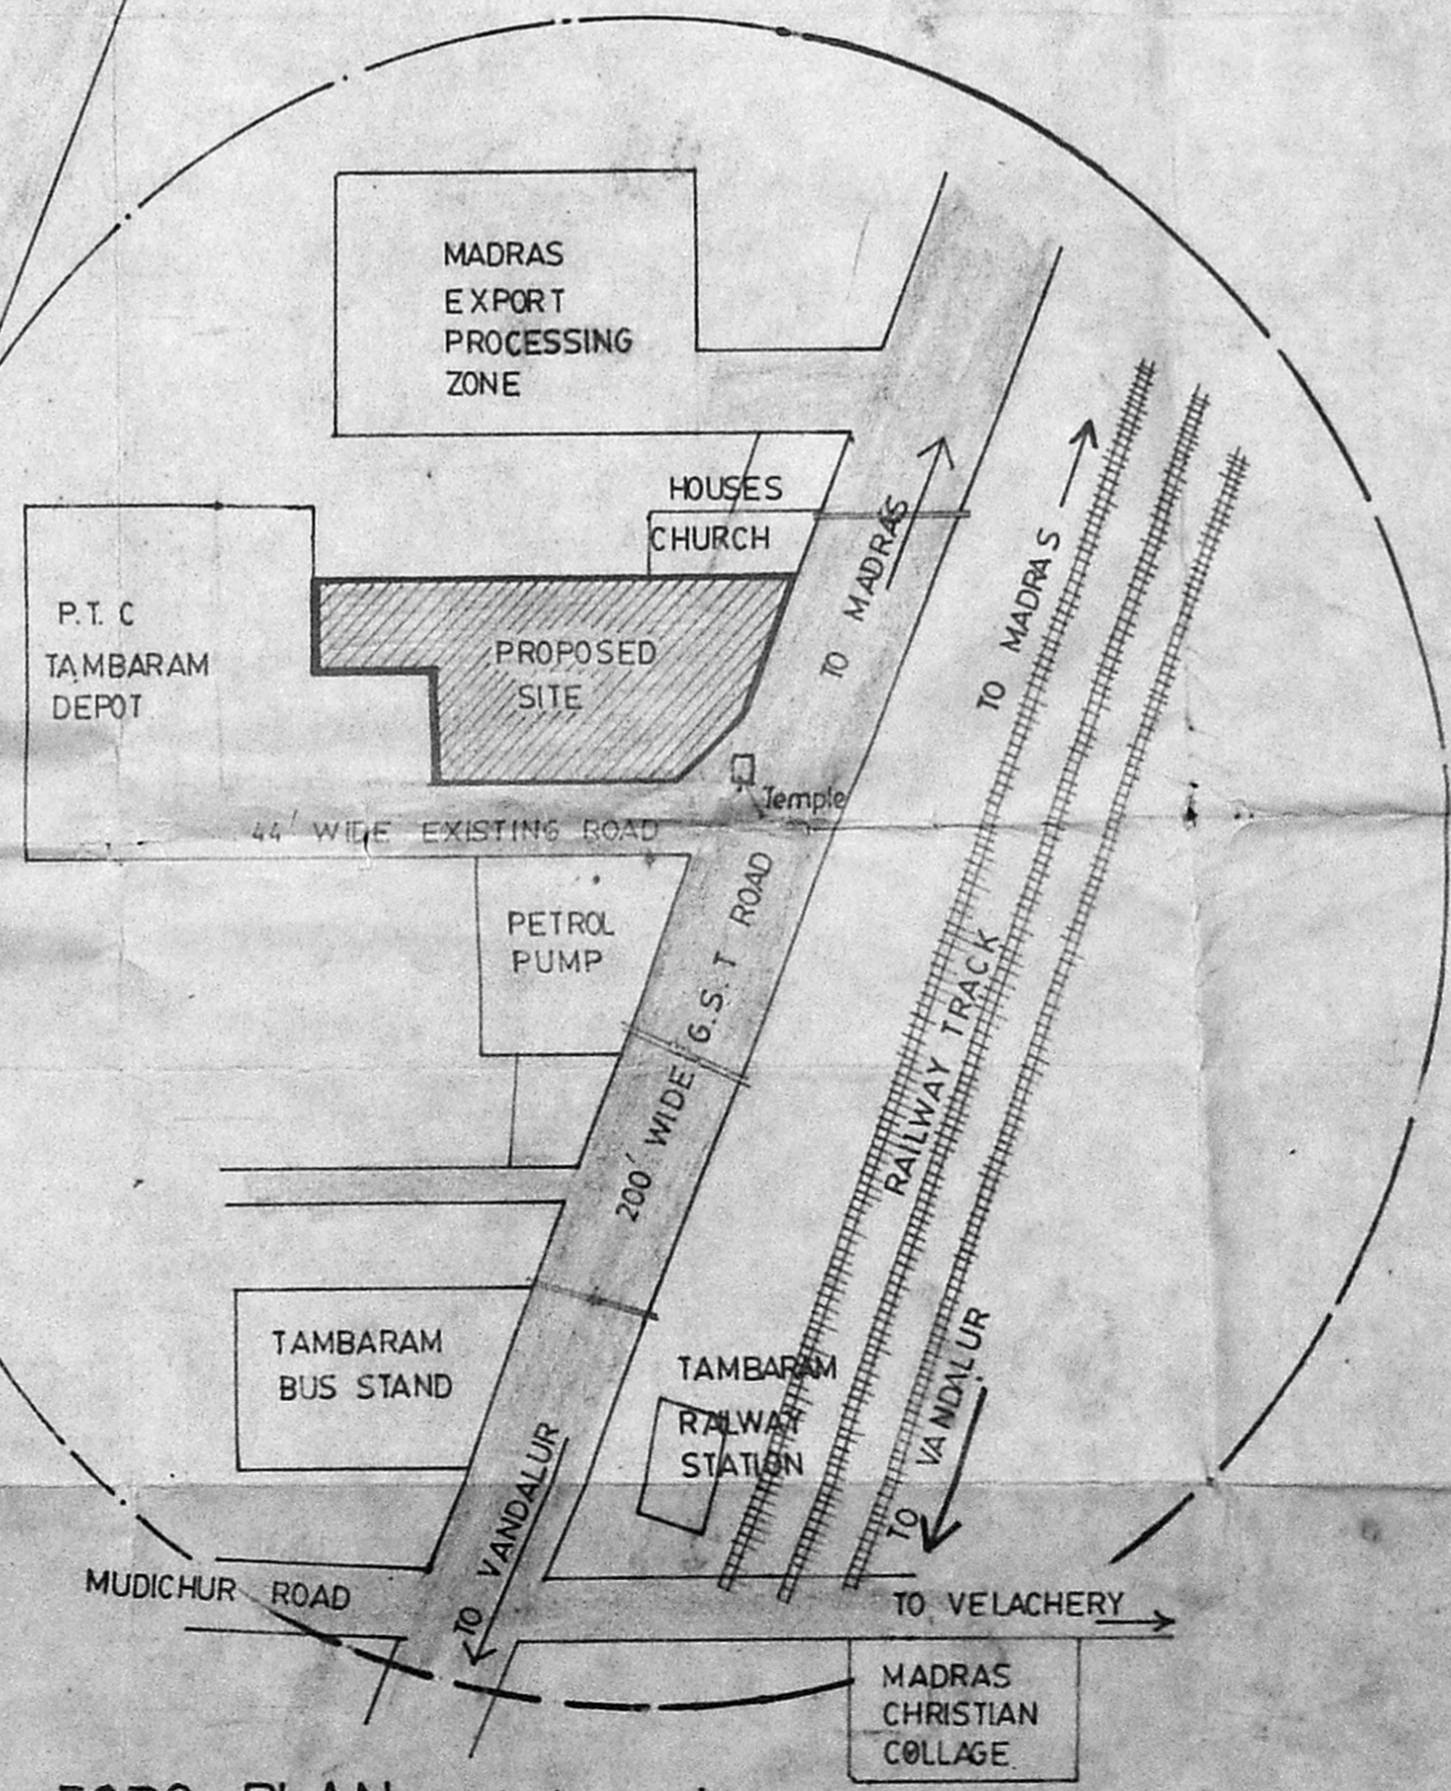 MADRAS
EXPORT
PROCESSING
ZONE
HOUSES
CHURCH
P.T.C
TAMBARAM
DEPOT
PROPOSED
SITE
TO MADRAS
TO MADRAS
Temple
44' WIDE EXISTING ROAD
PETROL
PUMP
200' WIDE G.S.T ROAD
RAILWAY TRACK
TAMBARAM
BUS STAND
TAMBARAM
RALWAY
STATION
TO VANDALUR
TO VANDALUR
MUDICHUR ROAD
TO VELACHERY
MADRAS
CHRISTIAN
COLLAGE
PLAN